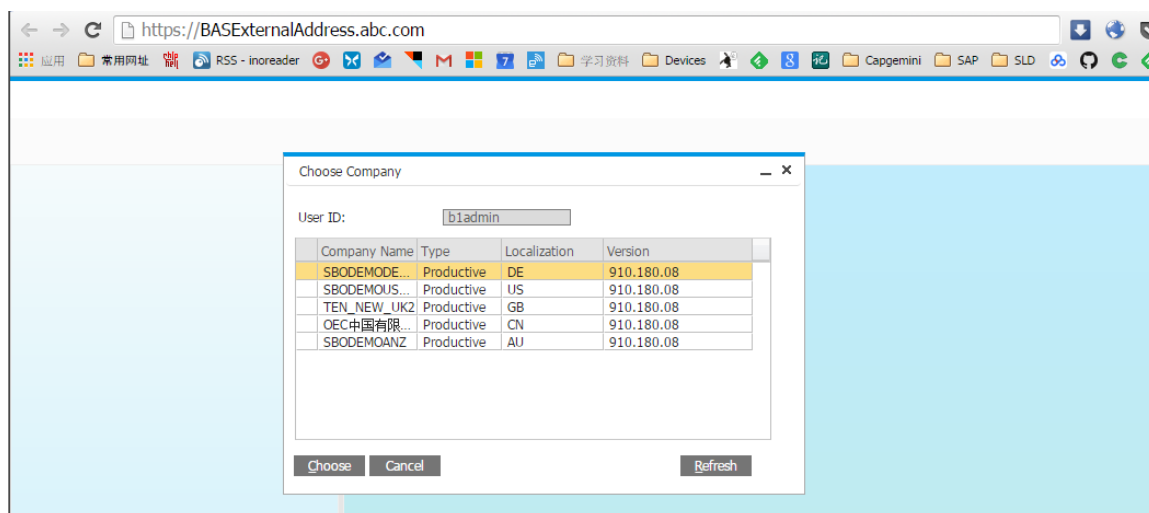 https://BASExternalAddress.abc.com
应用 常用网址 RSS - inoreader G+ M 7 学习资料 Devices 8 Capgemini SAP SLD
Choose Company
User ID: b1admin
Company Name Type Localization Version
SBODEMODE... Productive DE 910.180.08
SBODEMOUS... Productive US 910.180.08
TEN_NEW_UK2 Productive GB 910.180.08
OEC中国有限... Productive CN 910.180.08
SBODEMOANZ Productive AU 910.180.08
Choose Cancel Refresh